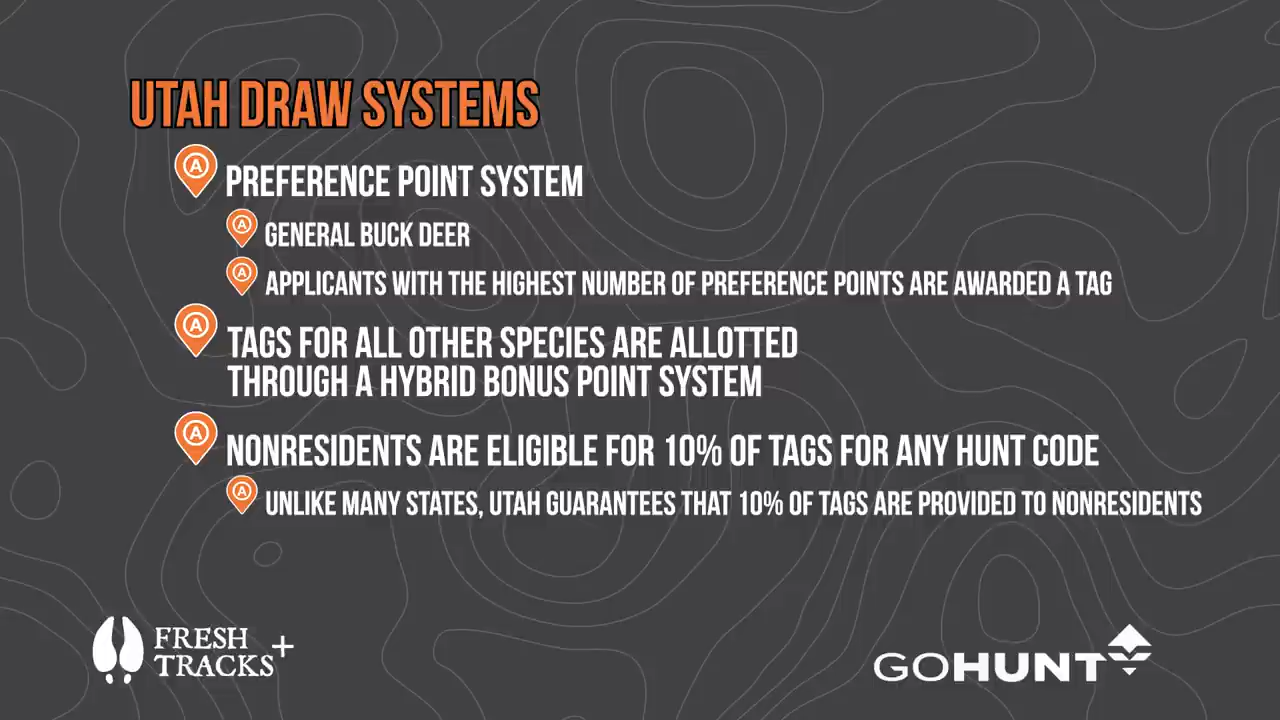 UTAH DRAW SYSTEMS
A PREFERENCE POINT SYSTEM
A GENERAL BUCK DEER
A APPLICANTS WITH THE HIGHEST NUMBER OF PREFERENCE POINTS ARE AWARDED A TAG
A TAGS FOR ALL OTHER SPECIES ARE ALLOTTED
THROUGH A HYBRID BONUS POINT SYSTEM
A NONRESIDENTS ARE ELIGIBLE FOR 10% OF TAGS FOR ANY HUNT CODE
A UNLIKE MANY STATES, UTAH GUARANTEES THAT 10% OF TAGS ARE PROVIDED TO NONRESIDENTS
FRESH
TRACKS+
GOHUNT